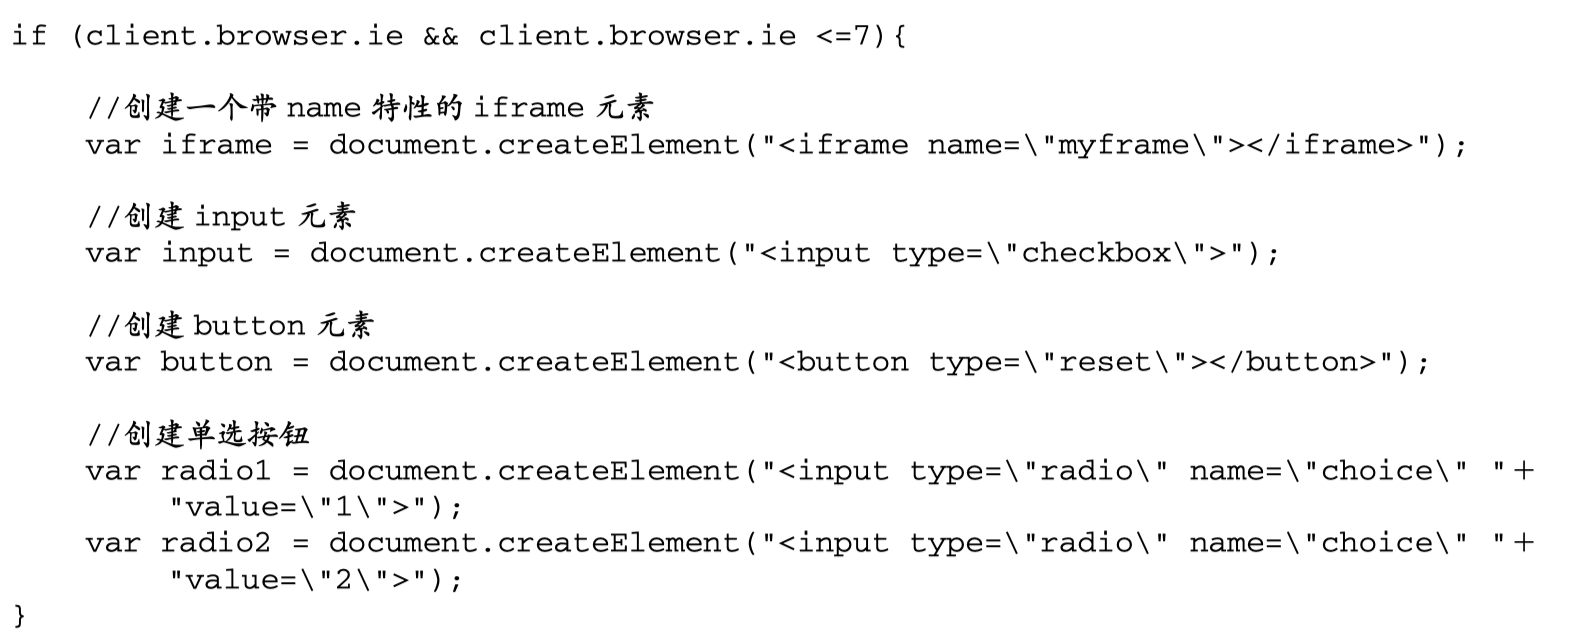 if (client.browser.ie && client.browser.ie <=7){
//创建一个带 name 特性的 iframe 元素
var iframe = document.createElement("<iframe name=\"myframe\"></iframe>");
//创建 input 元素
var input = document.createElement("<input type=\"checkbox\">");
//创建 button 元素
var button = document.createElement("<button type=\"reset\"></button>");
//创建单选按钮
var radio1 = document.createElement("<input type=\"radio\" name=\"choice\" "+
"value=\"1\">");
var radio2 = document.createElement("<input type=\"radio\" name=\"choice\" "+
"value=\"2\">");
}